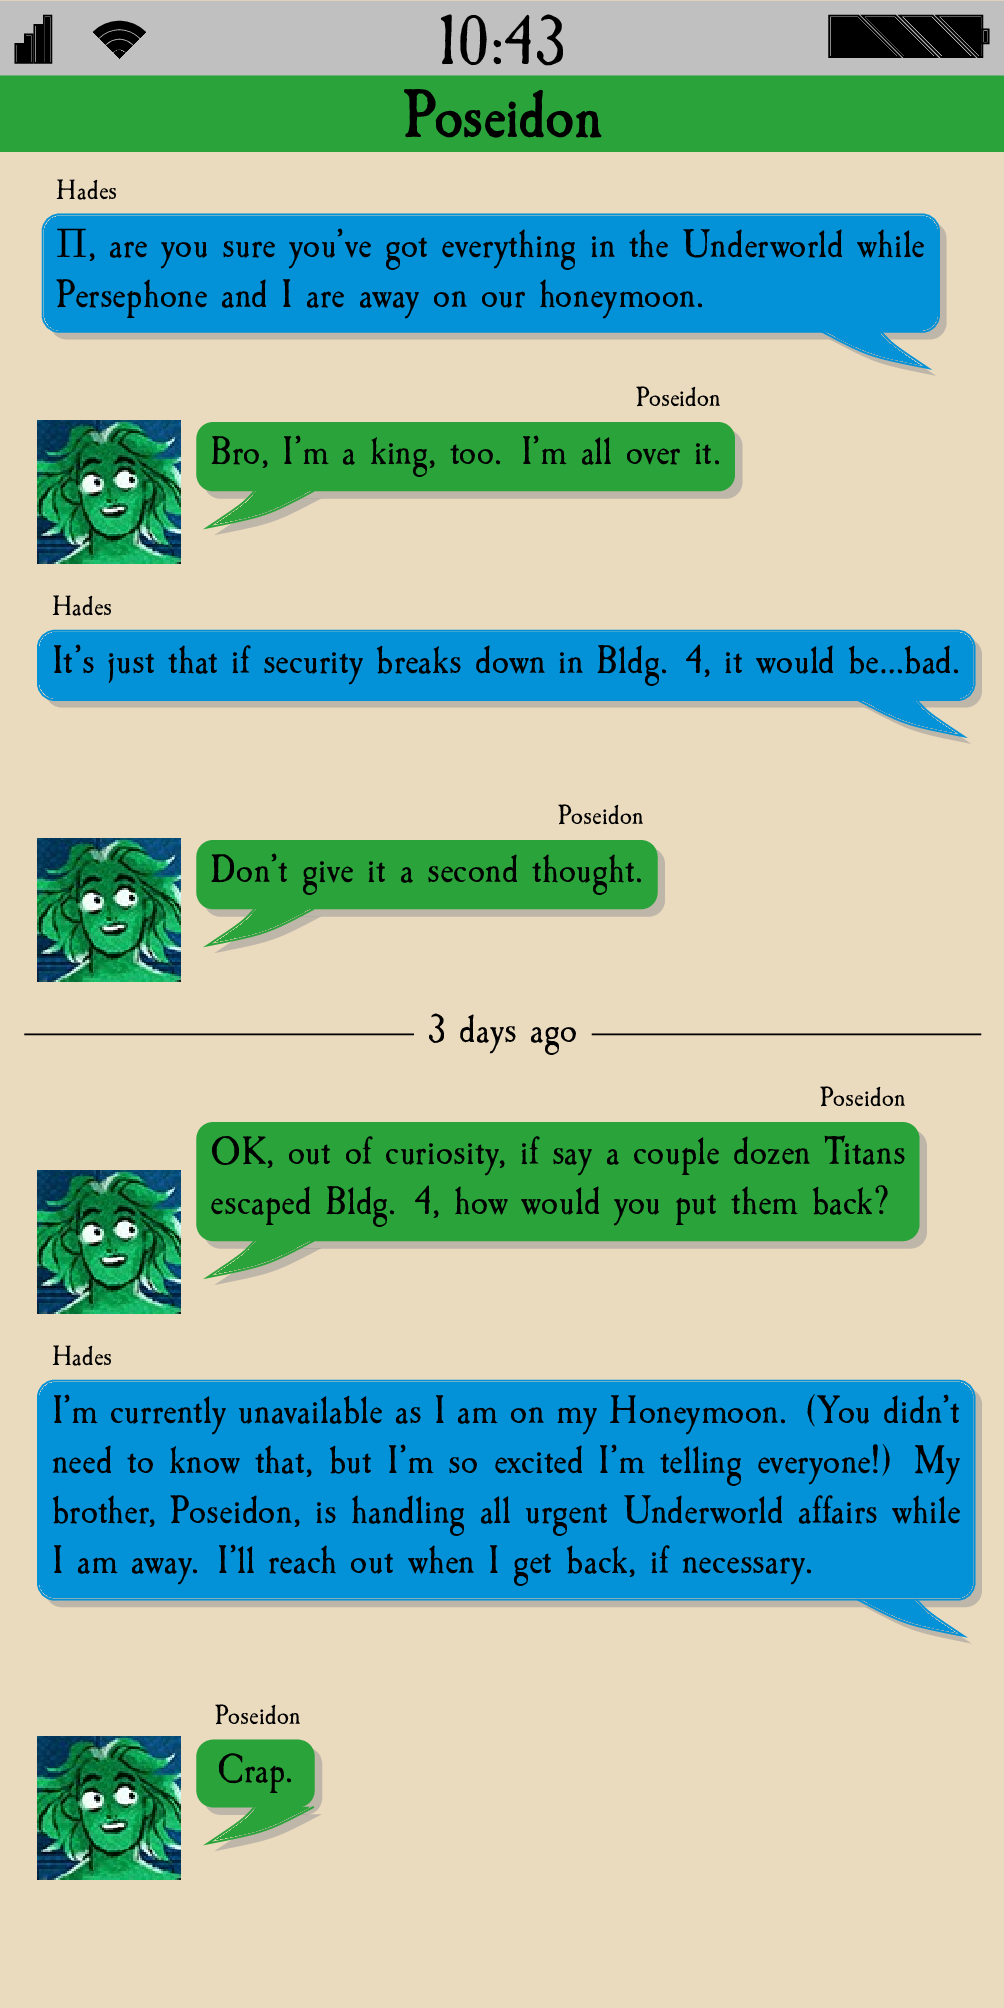 10:43
Poseidon
Hades
Π, are you sure you've got everything in the Underworld while
Persephone and I are away on our honeymoon.
Poseidon
Bro, I'm a king, too. I'm all over it.
Hades
It's just that if security breaks down in Bldg. 4, it would be...bad.
Poseidon
Don't give it a second thought.
3 days ago
Poseidon
OK, out of curiosity, if say a couple dozen Titans
escaped Bldg. 4, how would you put them back?
Hades
I'm currently unavailable as I am on my Honeymoon. (You didn't
need to know that, but I'm so excited I'm telling everyone!) My
brother, Poseidon, is handling all urgent Underworld affairs while
I am away. I'll reach out when I get back, if necessary.
Poseidon
Crap.